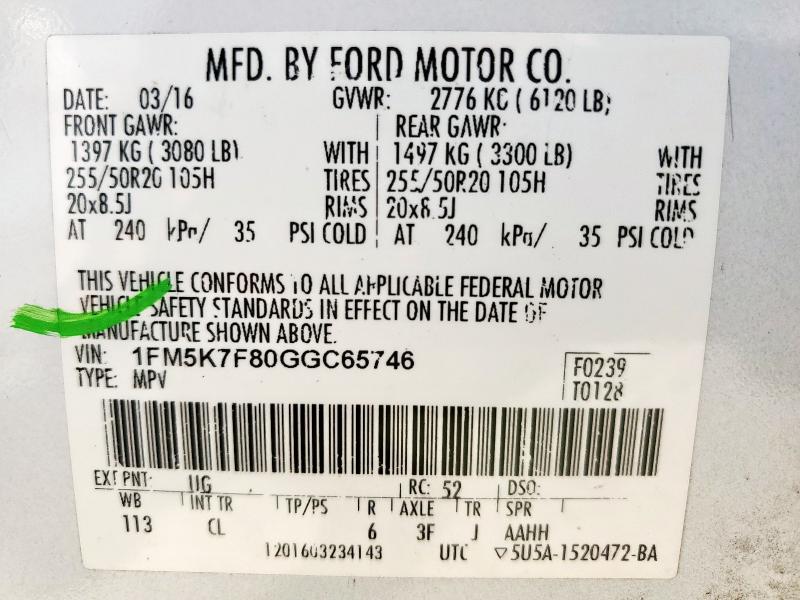 MFD. BY FORD MOTOR CO.
DATE: 03/16 GVWR: 2776 KG ( 6120 LB)
FRONT GAWR: REAR GAWR:
1397 KG ( 3080 LB) WITH 1497 KG ( 3300 LB) WITH
255/50R20 105H TIRES 255/50R20 105H TIRES
20x8.5J RIMS 20x8.5J RIMS
AT 240 kPa/ 35 PSI COLD AT 240 kPa/ 35 PSI COLD
THIS VEHICLE CONFORMS TO ALL APPLICABLE FEDERAL MOTOR
VEHICLE SAFETY STANDARDS IN EFFECT ON THE DATE OF
MANUFACTURE SHOWN ABOVE.
VIN: 1FM5K7F80GGC65746
TYPE: MPV
F0239
T0128
EXT PNT: UG RC: 52 DSO:
WB INT TR TP/PS R AXLE TR SPR
113 CL 6 3F J AAHH
1201603234143 UTC ▽5U5A-1520472-BA